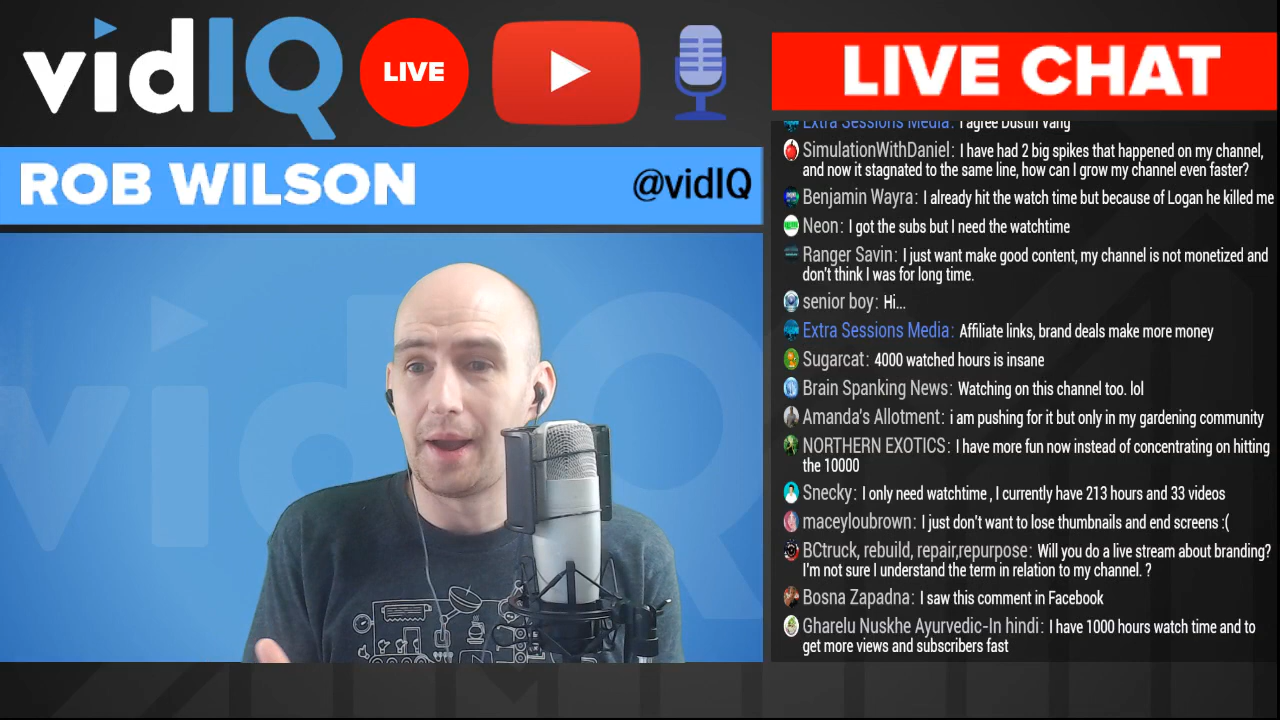 vidIQ LIVE
ROB WILSON @vidIQ
LIVE CHAT
Extra Sessions Media: I agree Dustin Vang
SimulationWithDaniel: I have had 2 big spikes that happened on my channel,
and now it stagnated to the same line, how can I grow my channel even faster?
Benjamin Wayra: I already hit the watch time but because of Logan he killed me
Neon: I got the subs but I need the watchtime
Ranger Savin: I just want make good content, my channel is not monetized and
don't think I was for long time.
senior boy: Hi...
Extra Sessions Media: Affiliate links, brand deals make more money
Sugarcat: 4000 watched hours is insane
Brain Spanking News: Watching on this channel too. lol
Amanda's Allotment: i am pushing for it but only in my gardening community
NORTHERN EXOTICS: I have more fun now instead of concentrating on hitting
the 10000
Snecky: I only need watchtime , I currently have 213 hours and 33 videos
maceyloubrown: I just don't want to lose thumbnails and end screens :(
BCtruck, rebuild, repair,repurpose: Will you do a live stream about branding?
I'm not sure I understand the term in relation to my channel. ?
Bosna Zapadna: I saw this comment in Facebook
Gharelu Nuskhe Ayurvedic-In hindi: I have 1000 hours watch time and to
get more views and subscribers fast
vidIQ